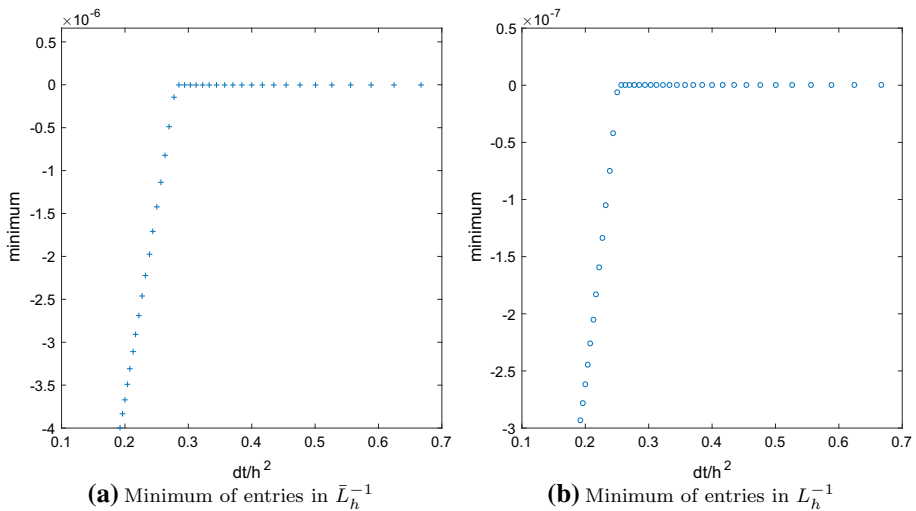 ×10⁻⁶
0.5
0
-0.5
-1
-1.5
-2
-2.5
-3
-3.5
-4
minimum
0.1 0.2 0.3 0.4 0.5 0.6 0.7
dt/h²
(a) Minimum of entries in L̄ₕ⁻¹
×10⁻⁷
0.5
0
-0.5
-1
-1.5
-2
-2.5
-3
minimum
0.1 0.2 0.3 0.4 0.5 0.6 0.7
dt/h²
(b) Minimum of entries in Lₕ⁻¹